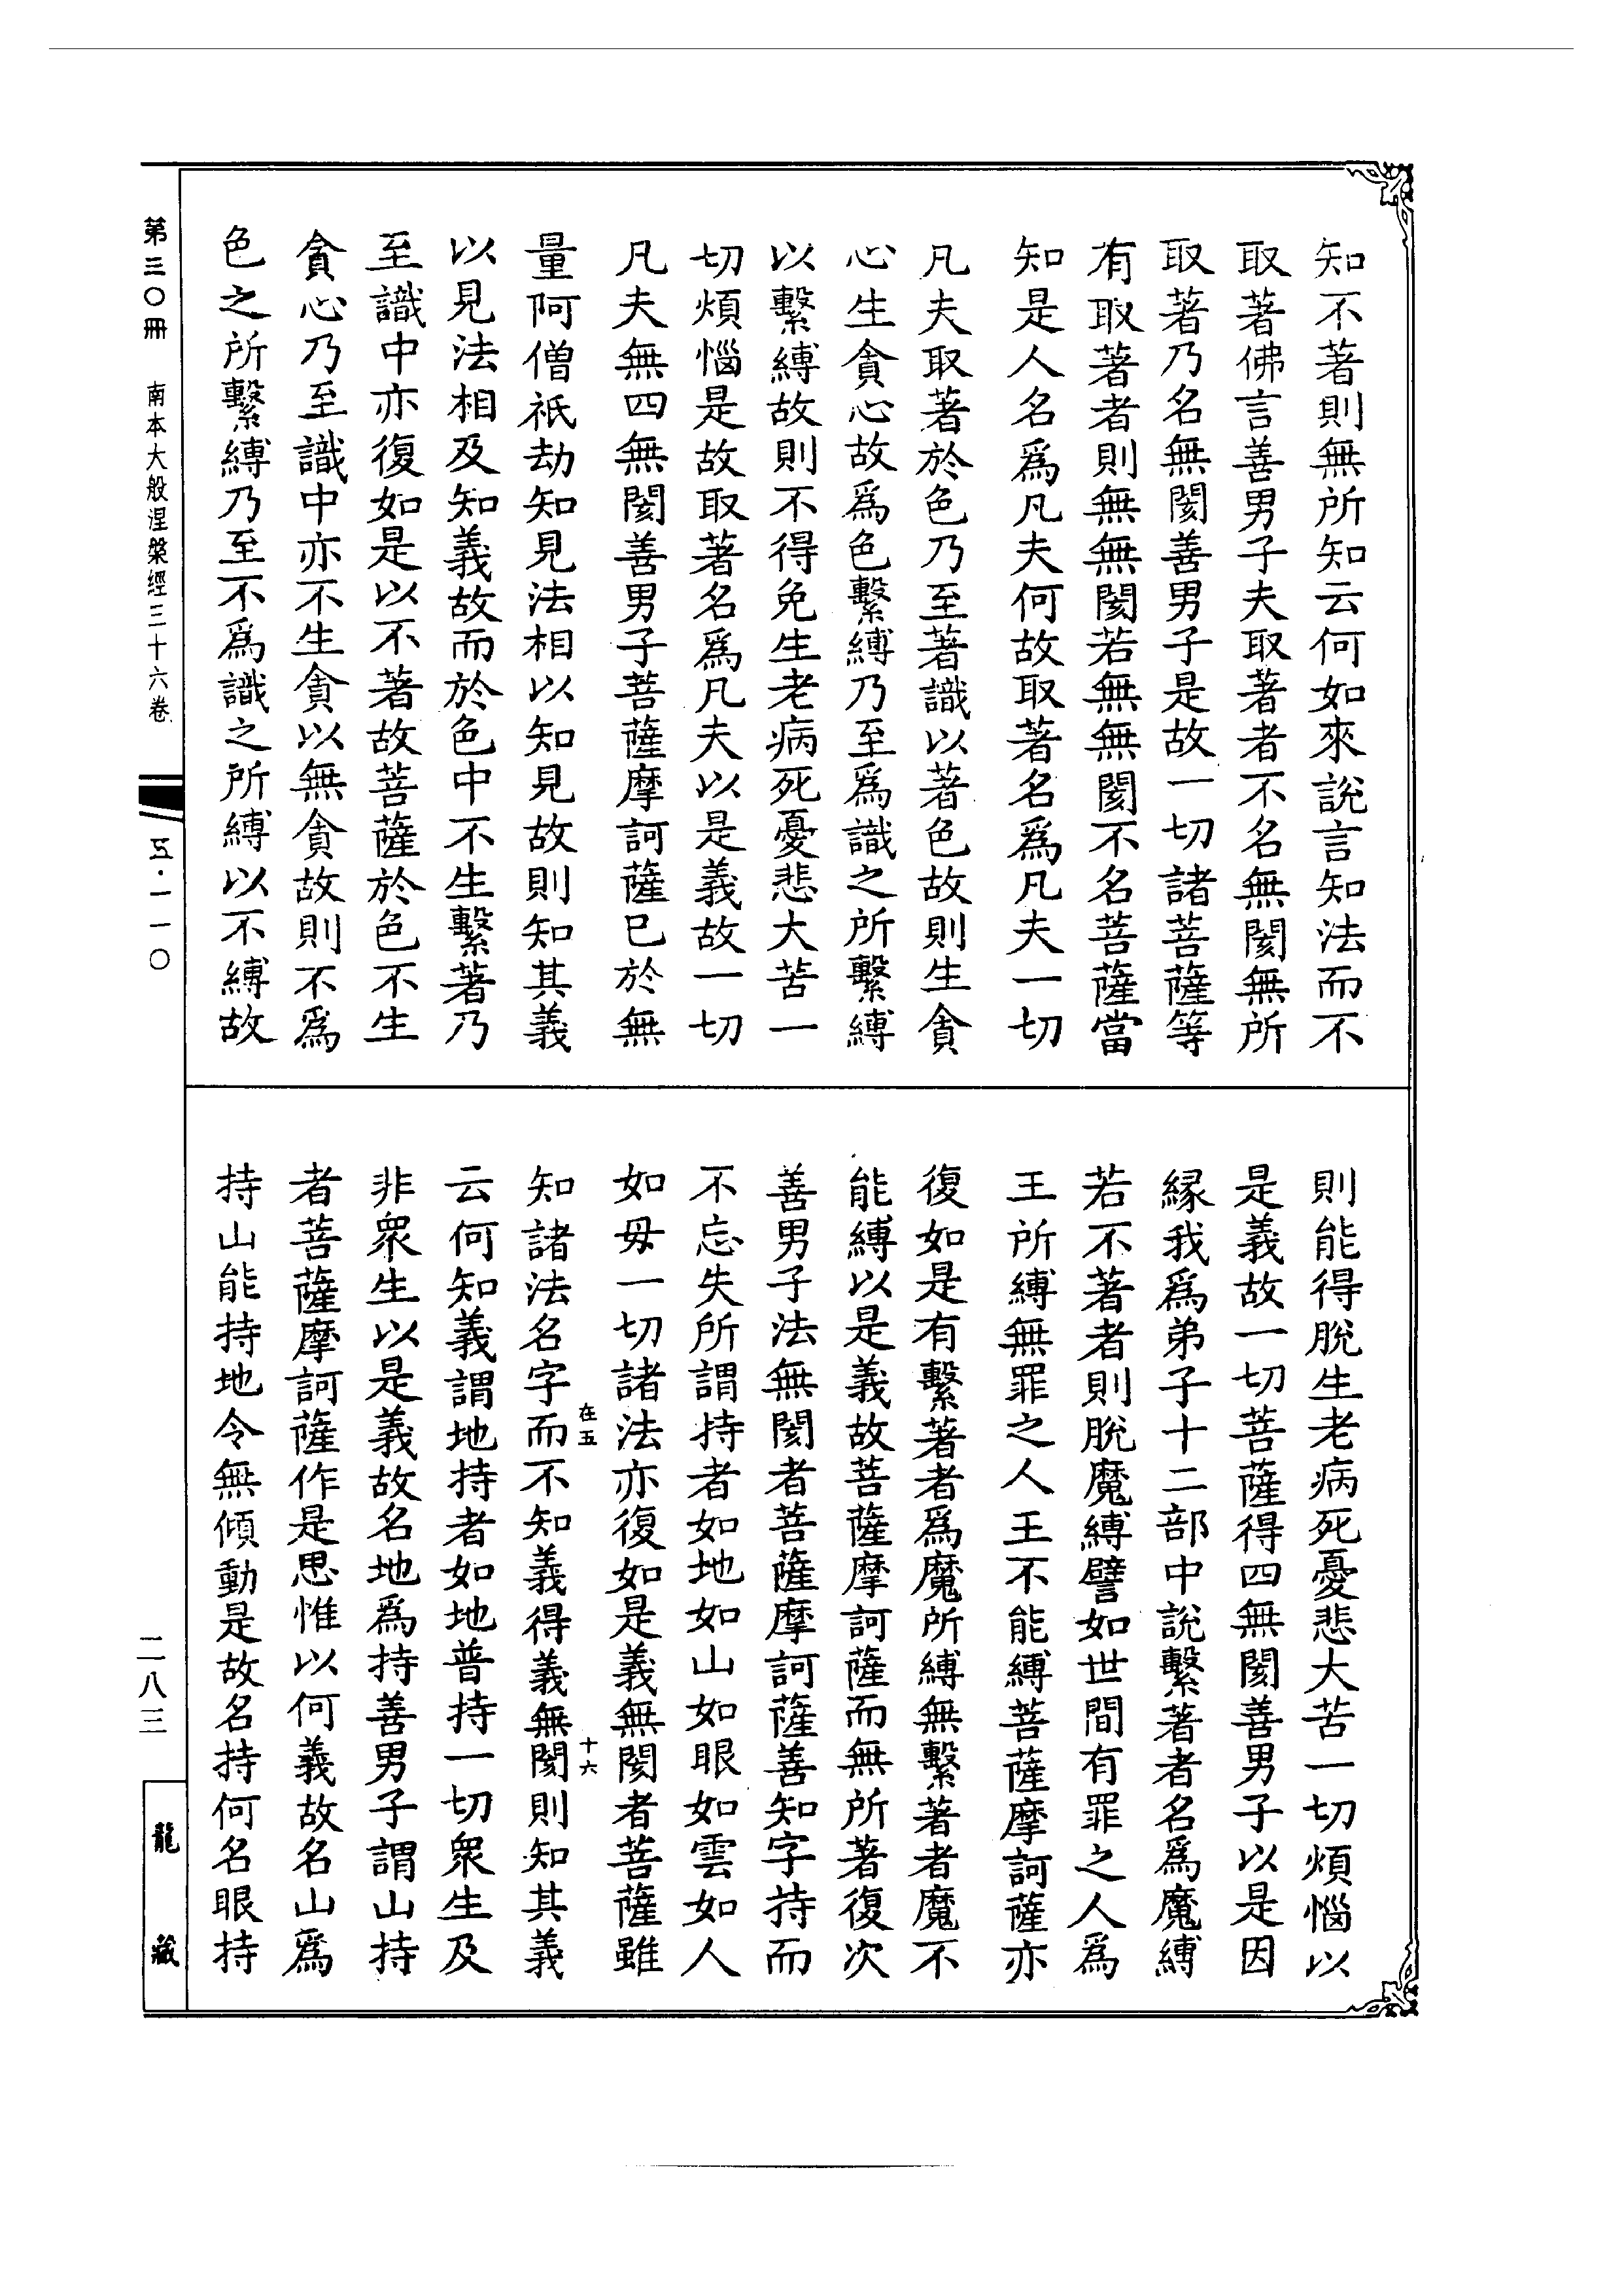 知不著則無所知云何如來說言知法而不
取著佛言善男子夫取著者不名無閡無所
取著乃名無閡善男子是故一切諸菩薩等
有取著者則無無閡若無無閡不名菩薩當
知是人名爲凡夫何故取著名爲凡夫一切
凡夫取著於色乃至著識以著色故則生貪
心生貪心故爲色繫縛乃至爲識之所繫縛
以繫縛故則不得免生老病死憂悲大苦一
切煩惱是故取著名爲凡夫以是義故一切
凡夫無四無閡善男子菩薩摩訶薩已於無
量阿僧祇劫知見法相以知見故則知其義
以見法相及知義故而於色中不生繫著乃
至識中亦復如是以不著故菩薩於色不生
貪心乃至識中亦不生貪以無貪故則不爲
色之所繫縛乃至不爲識之所縛以不縛故
則能得脫生老病死憂悲大苦一切煩惱以
是義故一切菩薩得四無閡善男子以是因
緣我爲弟子十二部中說繫著者名爲魔縛
若不著者則脫魔縛譬如世間有罪之人爲
王所縛無罪之人王不能縛菩薩摩訶薩亦
復如是有繫著者爲魔所縛無繫著者魔不
能縛以是義故菩薩摩訶薩而無所著復次
善男子法無閡者菩薩摩訶薩善知字持而
不忘失所謂持者如地如山如眼如雲如人
如毋一切諸法亦復如是義無閡者菩薩雖
在五
十六
知諸法名字而不知義得義無閡則知其義
云何知義謂地持者如地普持一切眾生及
非眾生以是義故名地爲持善男子謂山持
者菩薩摩訶薩作是思惟以何義故名山爲
持山能持地令無傾動是故名持何名眼持
第三〇冊
南本大般涅槃經三十六卷
五·一一〇
二八三
龍藏